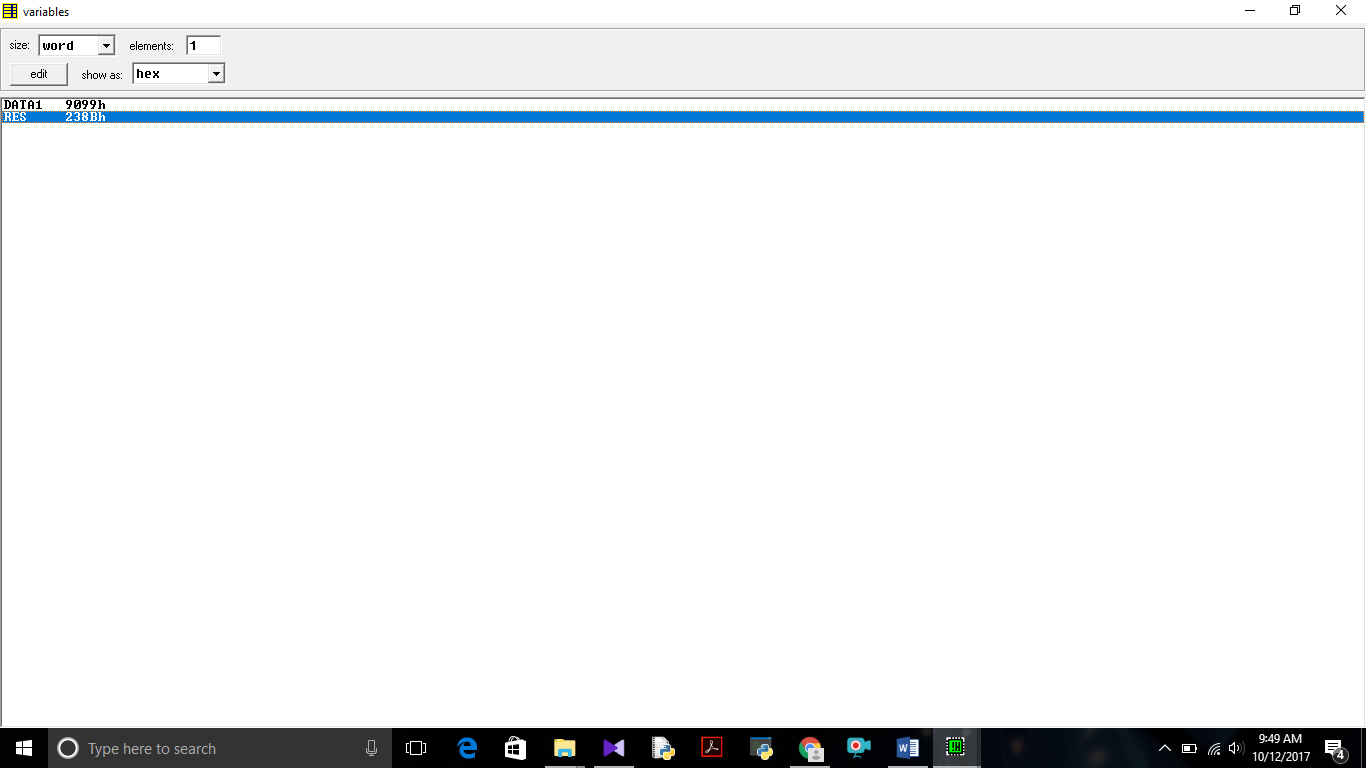 variables
size: word elements: 1
edit show as: hex
DATA1 9099h
RES 238Bh
Type here to search
9:49 AM
10/12/2017
4